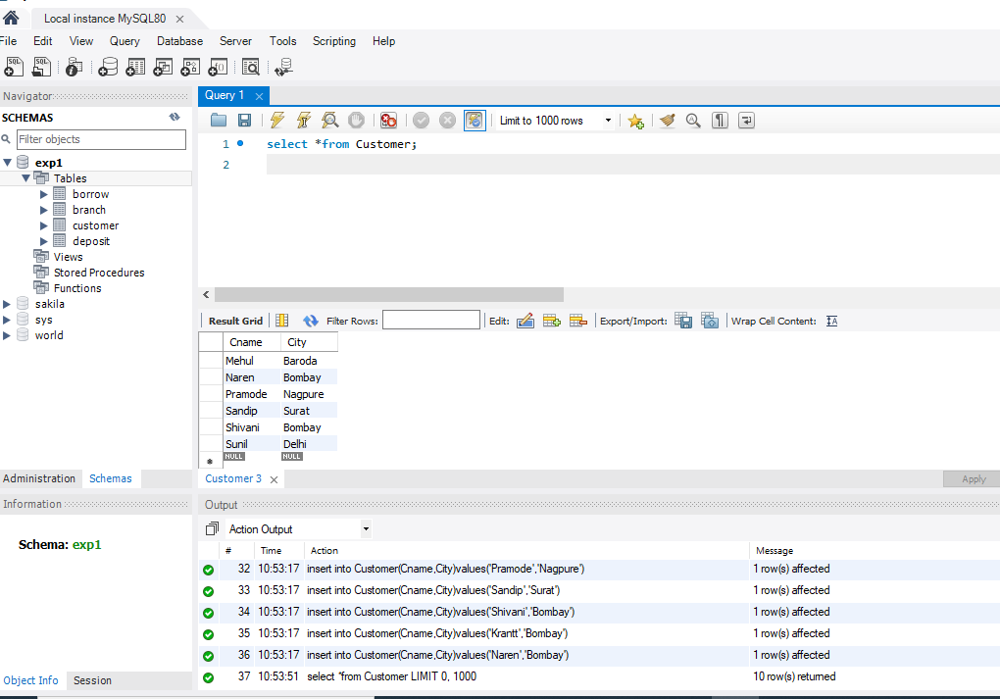 Local instance MySQL80
File Edit View Query Database Server Tools Scripting Help
Navigator
SCHEMAS
Filter objects
exp1
Tables
borrow
branch
customer
deposit
Views
Stored Procedures
Functions
sakila
sys
world
Administration Schemas
Information
Schema: exp1
Object Info Session
Query 1
Limit to 1000 rows
1 select *from Customer;
2
Result Grid Filter Rows: Edit: Export/Import: Wrap Cell Content:
Cname City
Mehul Baroda
Naren Bombay
Pramode Nagpure
Sandip Surat
Shivani Bombay
Sunil Delhi
NULL NULL
Customer 3 Apply
Output
Action Output
# Time Action Message
32 10:53:17 insert into Customer(Cname,City)values('Pramode','Nagpure') 1 row(s) affected
33 10:53:17 insert into Customer(Cname,City)values('Sandip','Surat') 1 row(s) affected
34 10:53:17 insert into Customer(Cname,City)values('Shivani','Bombay') 1 row(s) affected
35 10:53:17 insert into Customer(Cname,City)values('Krantt','Bombay') 1 row(s) affected
36 10:53:17 insert into Customer(Cname,City)values('Naren','Bombay') 1 row(s) affected
37 10:53:51 select *from Customer LIMIT 0, 1000 10 row(s) returned